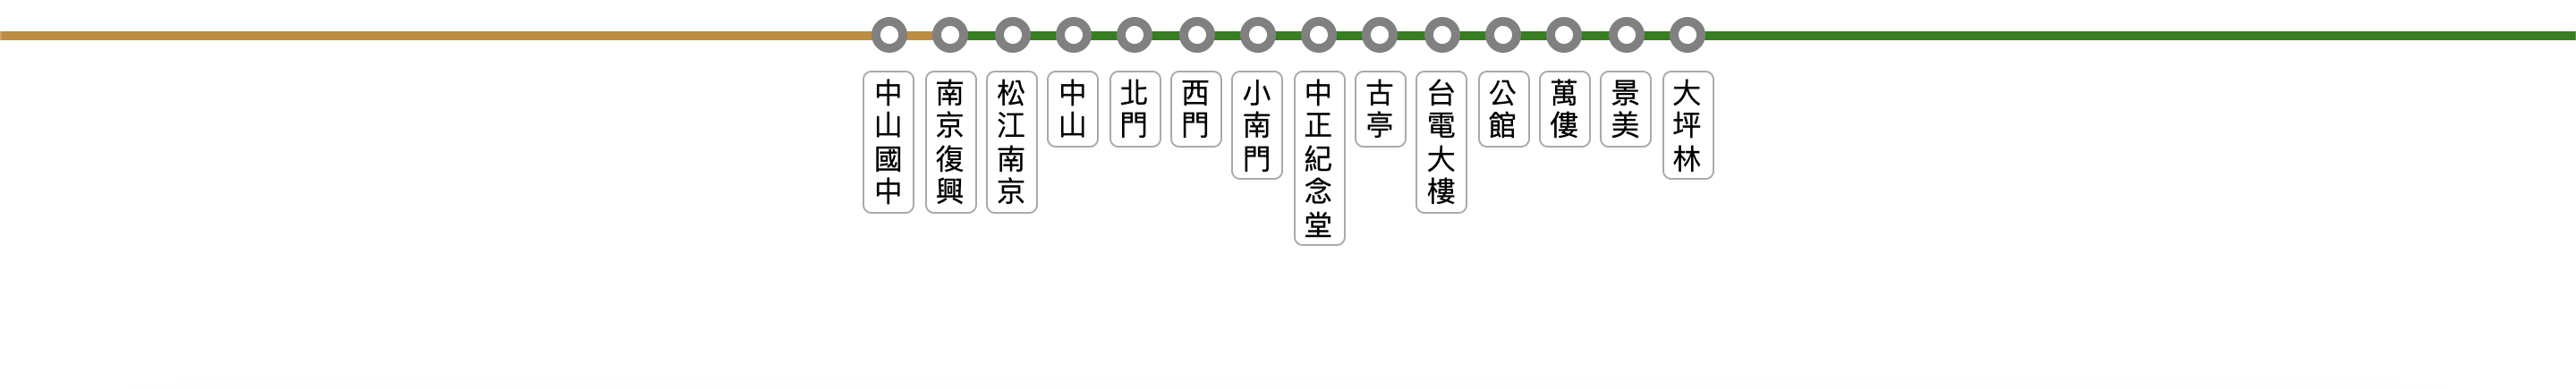 中山國中
南京復興
松江南京
中山
北門
西門
小南門
中正紀念堂
古亭
台電大樓
公館
萬僂
景美
大坪林